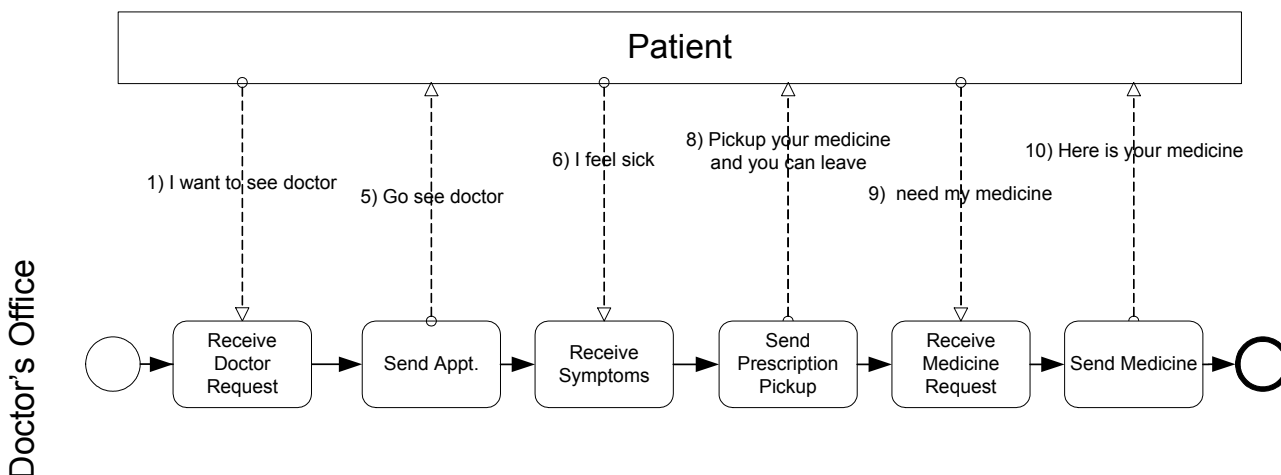 Patient
1) I want to see doctor
5) Go see doctor
6) I feel sick
8) Pickup your medicine
and you can leave
9)  need my medicine
10) Here is your medicine
Doctor's Office
Receive
Doctor
Request
Send Appt.
Receive
Symptoms
Send
Prescription
Pickup
Receive
Medicine
Request
Send Medicine